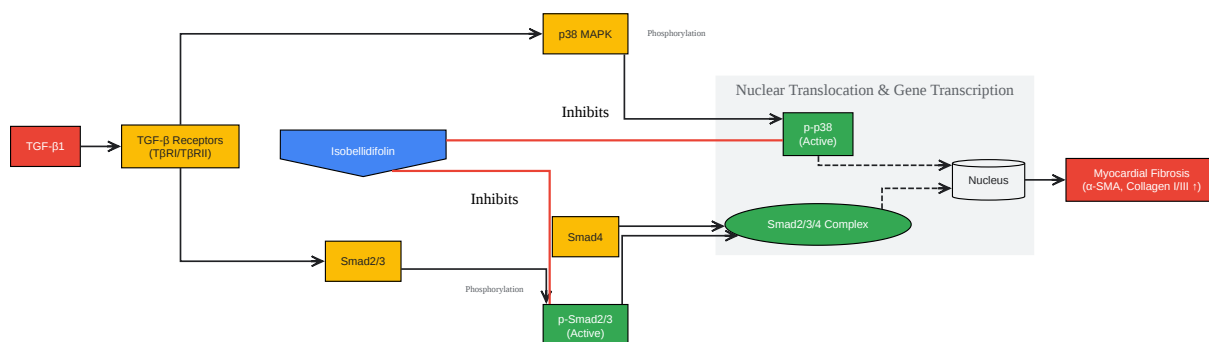 p38 MAPK
Phosphorylation
Nuclear Translocation & Gene Transcription
Inhibits
p-p38
(Active)
TGF-β1
TGF-β Receptors
(TβRI/TβRII)
Isobellidifolin
Nucleus
Myocardial Fibrosis
(α-SMA, Collagen I/III ↑)
Inhibits
Smad4
Smad2/3/4 Complex
Smad2/3
Phosphorylation
p-Smad2/3
(Active)